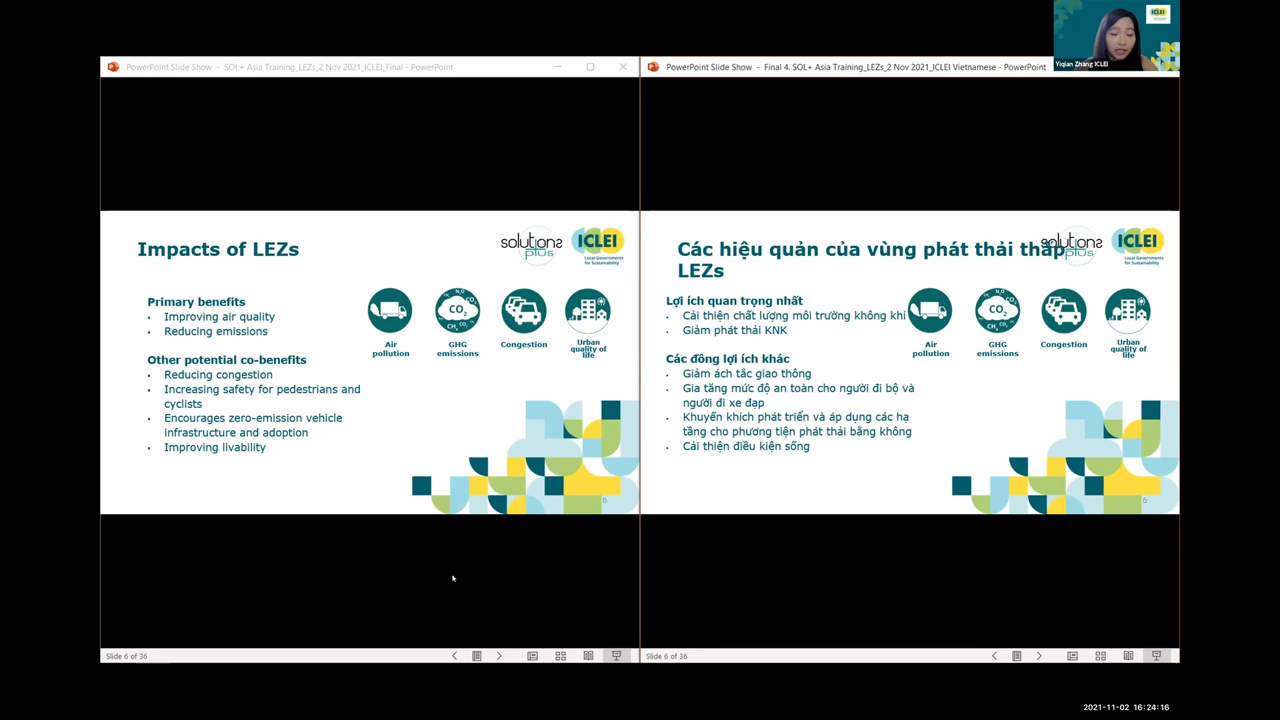 PowerPoint Slide Show - SOL+ Asia Training_LEZs_2 Nov 2021_ICLEI_Final - PowerPoint
PowerPoint Slide Show - Final 4. SOL+ Asia Training_LEZs_2 Nov 2021_ICLEI Vietnamese - PowerPoint
ICLEI
Yiqian Zhang ICLEI
Impacts of LEZs
solutions
plus
ICLEI
Local Governments
for Sustainability
Primary benefits
• Improving air quality
• Reducing emissions
Other potential co-benefits
• Reducing congestion
• Increasing safety for pedestrians and
cyclists
• Encourages zero-emission vehicle
infrastructure and adoption
• Improving livability
CO₂
Air
pollution
GHG
emissions
Congestion
Urban
quality of
life
6
Các hiệu quản của vùng phát thải thấp
LEZs
solutions
plus
ICLEI
Local Governments
for Sustainability
Lợi ích quan trọng nhất
• Cải thiện chất lượng môi trường không khí
• Giảm phát thải KNK
Các đồng lợi ích khác
• Giảm ách tắc giao thông
• Gia tăng mức độ an toàn cho người đi bộ và
người đi xe đạp
• Khuyến khích phát triển và áp dụng các hạ
tầng cho phương tiện phát thải bằng không
• Cải thiện điều kiện sống
CO₂
Air
pollution
GHG
emissions
Congestion
Urban
quality of
life
6
Slide 6 of 36
Slide 6 of 36
2021-11-02 16:24:16